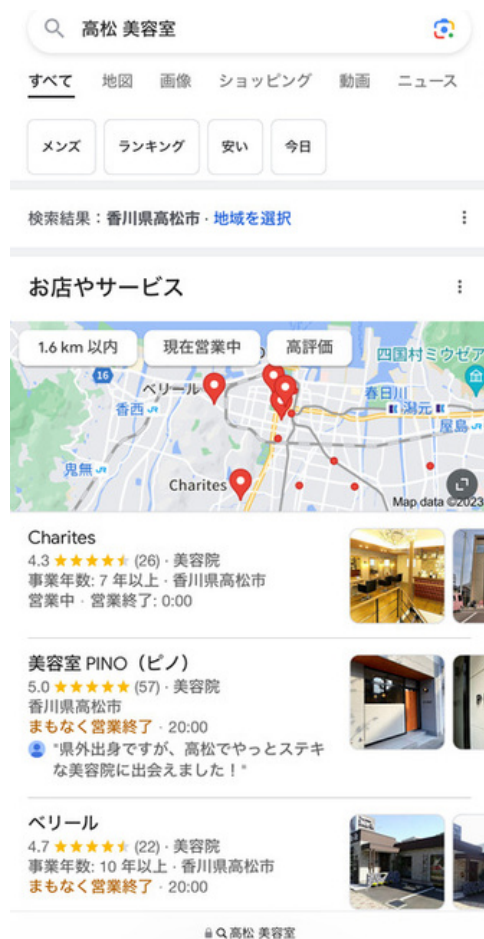 高松 美容室
すべて 地図 画像 ショッピング 動画 ニュース
メンズ ランキング 安い 今日
検索結果：香川県高松市・地域を選択
お店やサービス
1.6 km 以内 現在営業中 高評価
四国村ミウゼア
16
ベリール
香西 JR
春日川
潟元
屋島 JR
鬼無 JR
Charites
Map data ©2023
Charites
4.3 ★★★★★ (26) · 美容院
事業年数: 7 年以上 · 香川県高松市
営業中 · 営業終了: 0:00
美容室 PINO（ピノ）
5.0 ★★★★★ (57) · 美容院
香川県高松市
まもなく営業終了 · 20:00
"県外出身ですが、高松でやっとステキ
な美容院に出会えました！"
ベリール
4.7 ★★★★★ (22) · 美容院
事業年数: 10 年以上 · 香川県高松市
まもなく営業終了 · 20:00
高松 美容室